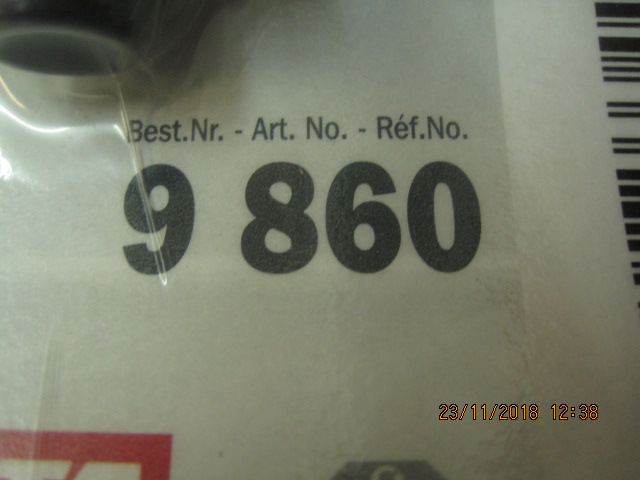 Best.Nr. - Art. No. - Réf.No.
9 860
23/11/2018 12:38